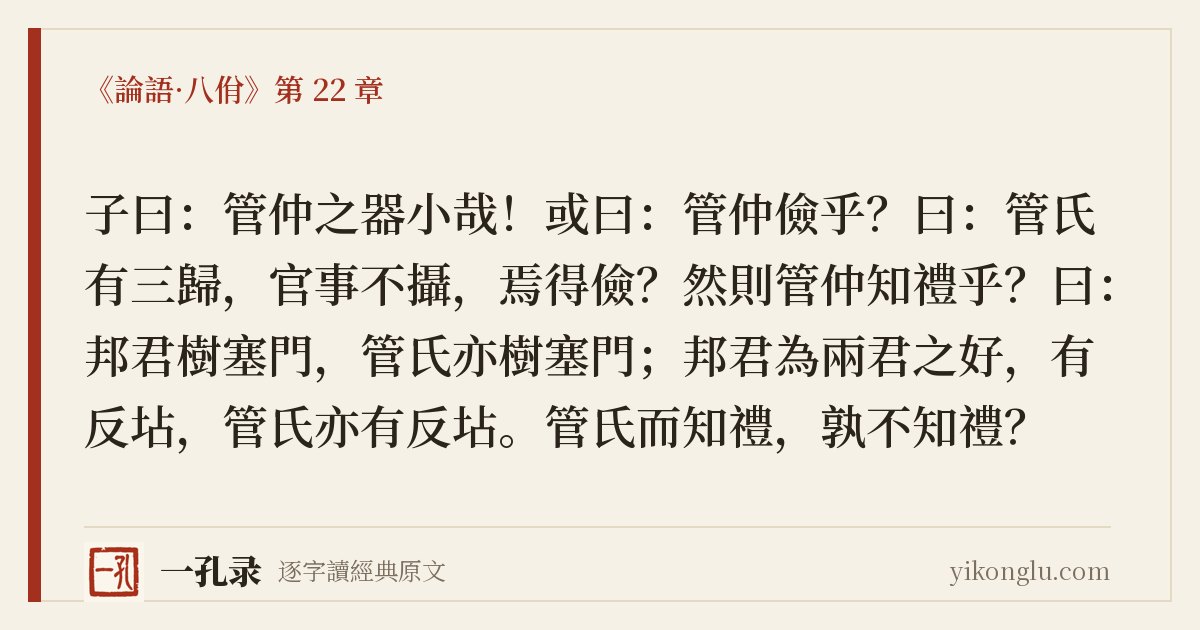 《論語·八佾》第 22 章
子曰：管仲之器小哉！或曰：管仲儉乎？曰：管氏
有三歸，官事不攝，焉得儉？然則管仲知禮乎？曰：
邦君樹塞門，管氏亦樹塞門；邦君為兩君之好，有
反坫，管氏亦有反坫。管氏而知禮，孰不知禮？
一孔
一孔录 逐字讀經典原文
yikonglu.com